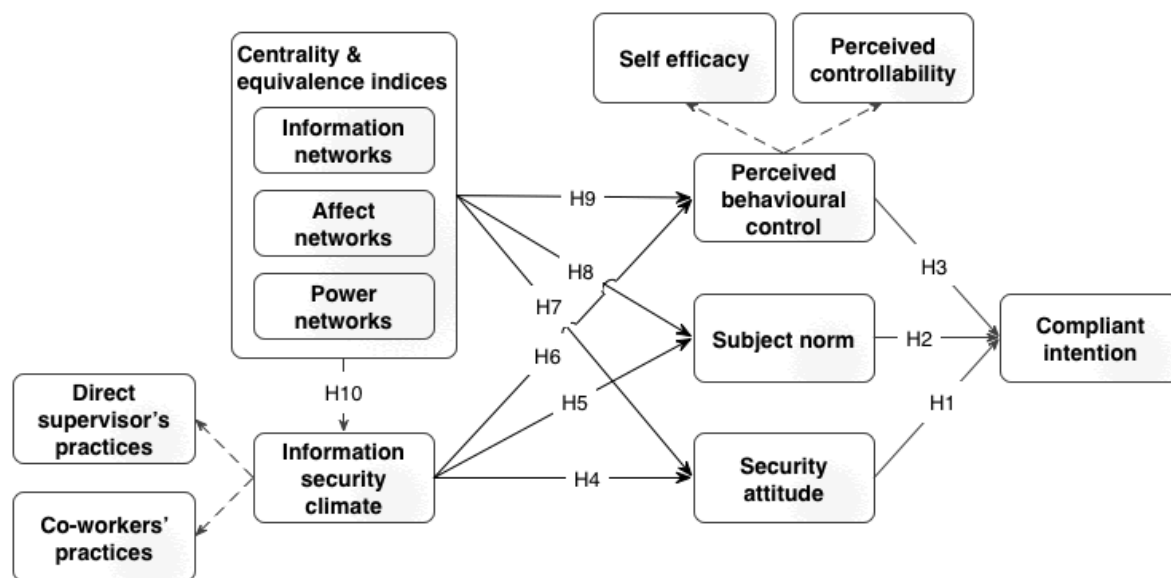 Centrality &
equivalence indices
Information
networks
Affect
networks
Power
networks
Self efficacy
Perceived
controllability
Perceived
behavioural
control
H9
H8
H7
H6
H5
H4
H3
H2
H1
H10
Subject norm
Compliant
intention
Direct
supervisor's
practices
Information
security
climate
Security
attitude
Co-workers'
practices